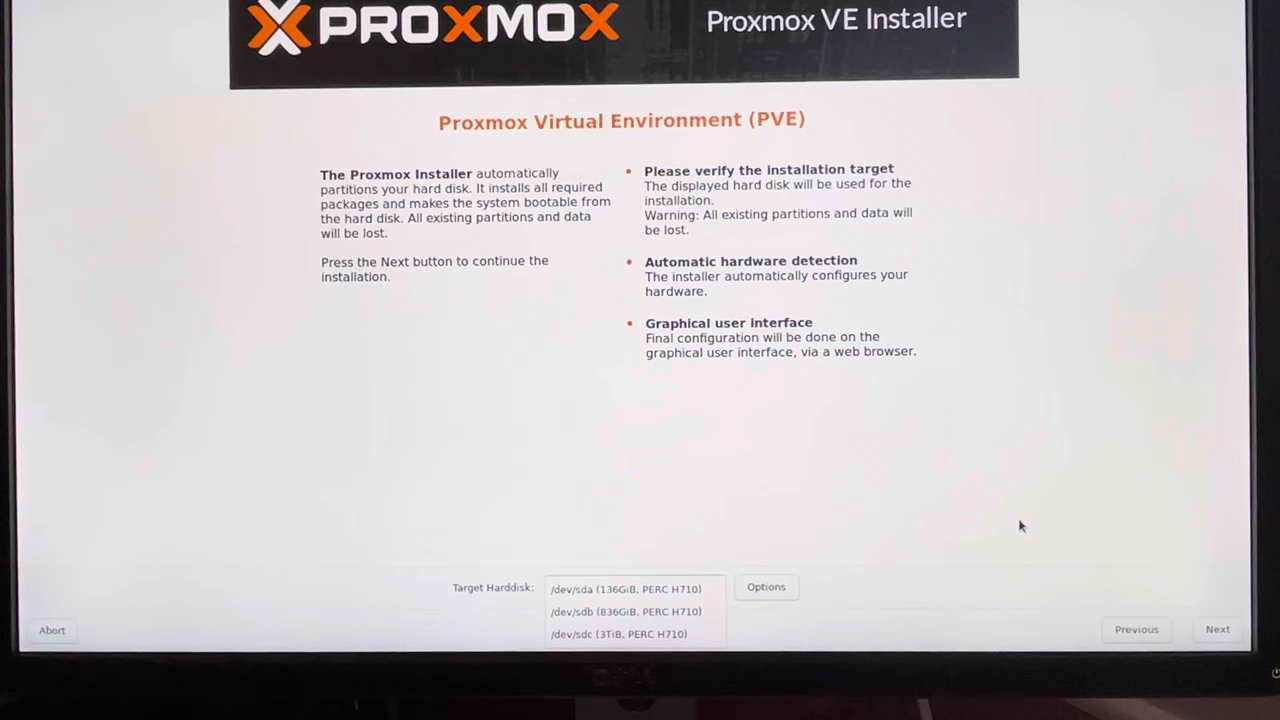 PROXMOX
Proxmox VE Installer
Proxmox Virtual Environment (PVE)
The Proxmox Installer automatically
partitions your hard disk. It installs all required
packages and makes the system bootable from
the hard disk. All existing partitions and data
will be lost.
Press the Next button to continue the
installation.
• Please verify the installation target
The displayed hard disk will be used for the
installation.
Warning: All existing partitions and data will
be lost.
• Automatic hardware detection
The installer automatically configures your
hardware.
• Graphical user interface
Final configuration will be done on the
graphical user interface, via a web browser.
Target Harddisk:
/dev/sda (136GiB, PERC H710)
/dev/sdb (836GiB, PERC H710)
/dev/sdc (3TiB, PERC H710)
Options
Abort
Previous
Next